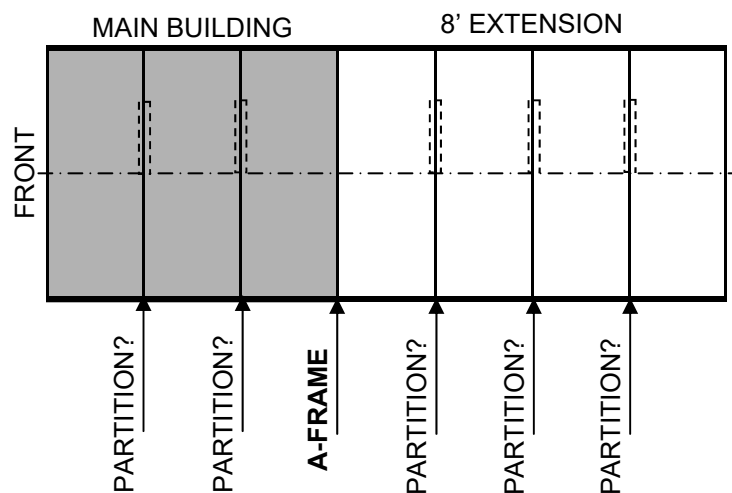 MAIN BUILDING
8’ EXTENSION
FRONT
PARTITION?
PARTITION?
A-FRAME
PARTITION?
PARTITION?
PARTITION?